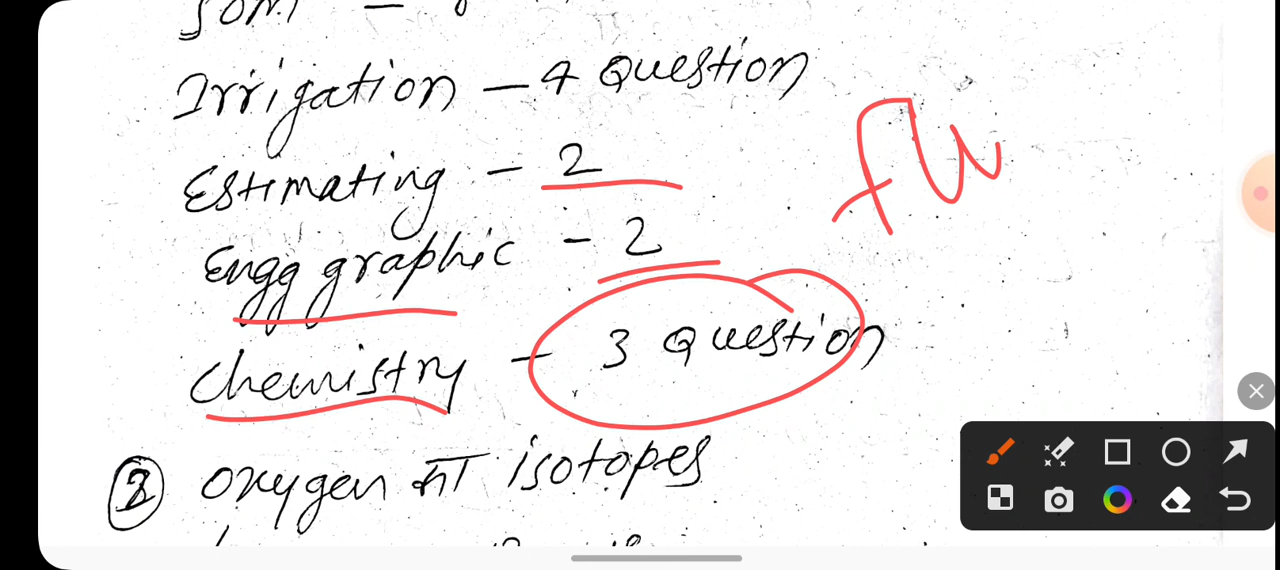 Irrigation - 4 Question
Estimating - 2
Engg graphic - 2
Chemistry - 3 Question
② oxygen का isotopes